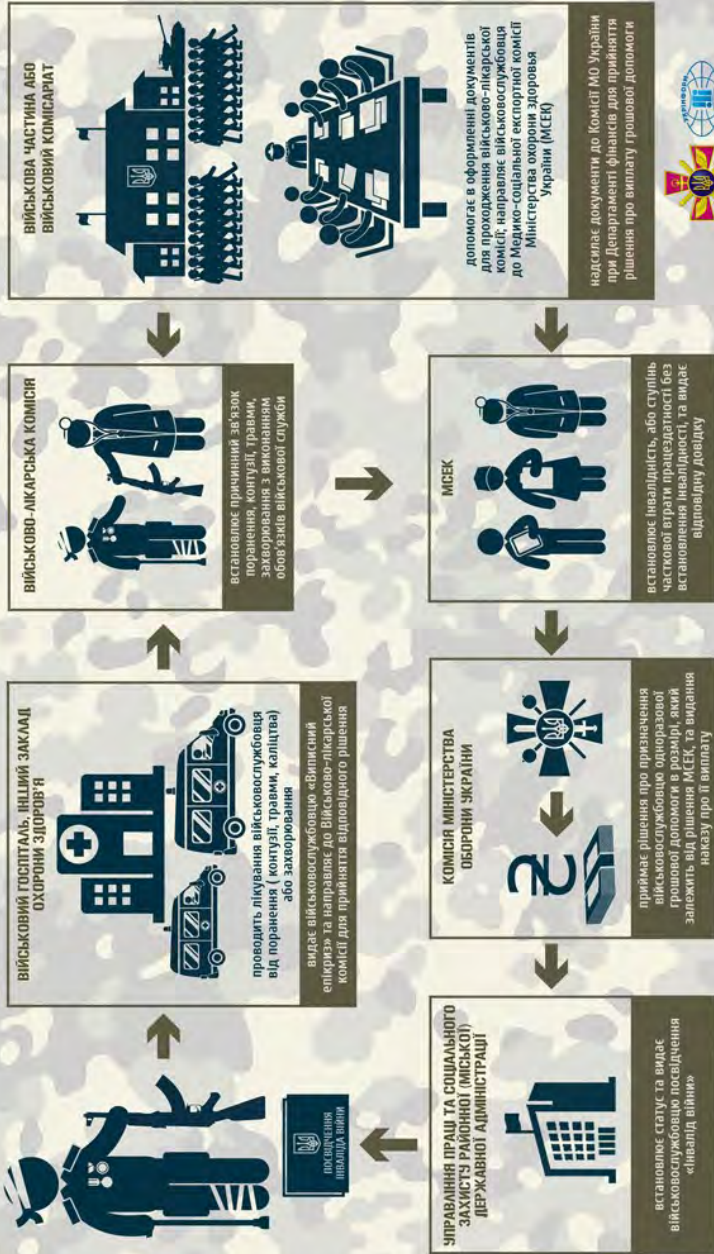 ВІЙСЬКОВИЙ ГОСПІТАЛЬ, ІНШИЙ ЗАКЛАД
ОХОРОНИ ЗДОРОВ'Я
проводить лікування військовослужбовця
від поранення ( контузії, травми, каліцтва)
або захворювання
видає військовослужбовцю «Виписний
епікриз» та направляє до Військово-лікарської
комісії для прийняття відповідного рішення
ВІЙСЬКОВО-ЛІКАРСЬКА КОМІСІЯ
встановлює причинний зв'язок
поранення, контузії, травми,
захворювання з виконанням
обов'язків військової служби
ВІЙСЬКОВА ЧАСТИНА АБО
ВІЙСЬКОВИЙ КОМІСАРІАТ
допомагає в оформленні документів
для проходження військово-лікарської
комісії; направляє військовослужбовця
до Медико-соціальної експортної комісії
Міністерства охорони здоровья
України (МСЕК)
надсилає документи до Комісії МО України
при Департаменті фінансів для прийняття
рішення про виплату грошової допомоги
МСЕК
встановлює інвалідність, або ступінь
часткової втрати працездатності без
встановлення інвалідності, та видає
відповідну довідку
КОМІСІЯ МІНІСТЕРСТВА
ОБОРОНИ УКРАЇНИ
приймає рішення про призначення
військовослужбовцю одноразової
грошової допомоги в розмірі, який
залежить від рішення МСЕК, та видання
наказу про її виплату
УПРАВЛІННЯ ПРАЦІ ТА СОЦІАЛЬНОГО
ЗАХИСТУ РАЙОННОЇ (МІСЬКОЇ)
ДЕРЖАВНОЇ АДМІНІСТРАЦІЇ
встановлює статус та видає
військовослужбовцю посвідчення
«Інвалід війни»
ПОСВІДЧЕННЯ
ІНВАЛІДА ВІЙНИ